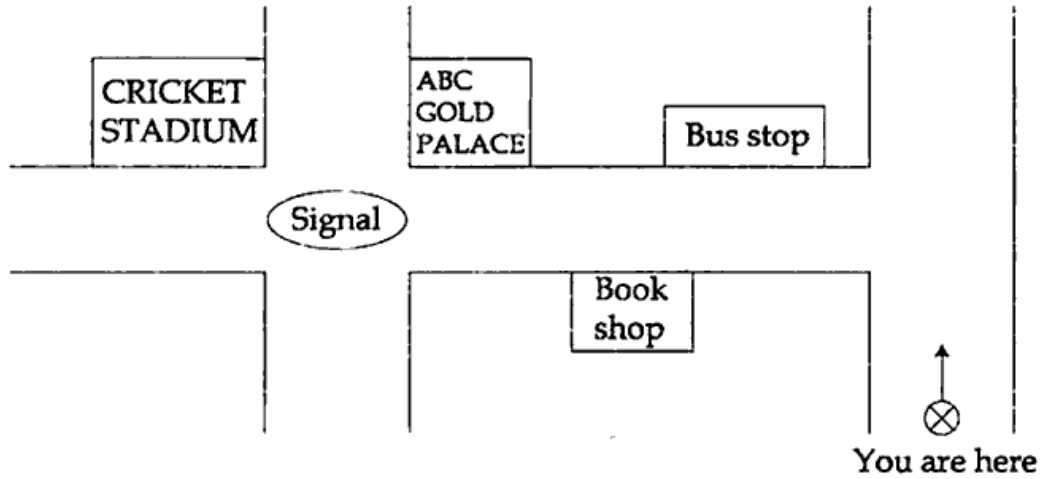 CRICKET
STADIUM
ABC
GOLD
PALACE
Bus stop
Signal
Book
shop
You are here